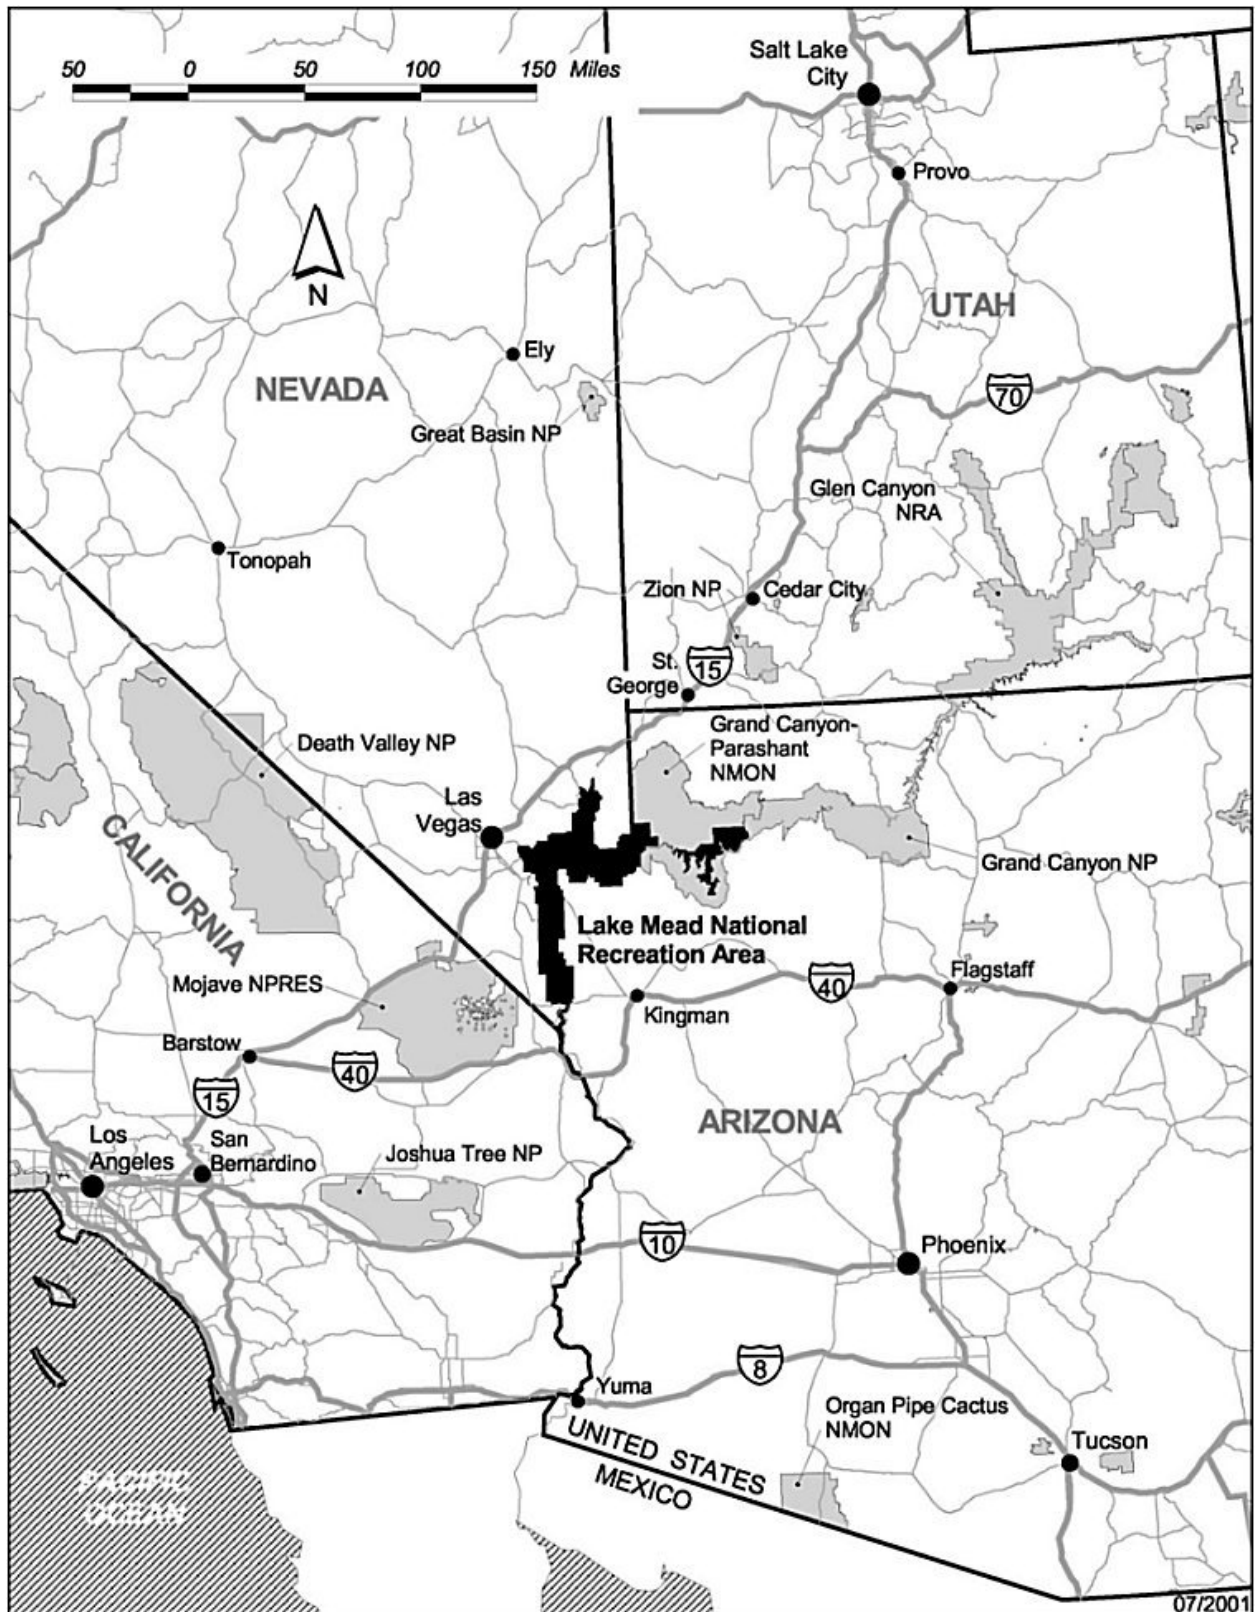 50 0 50 100 150 Miles
Salt Lake
City
Provo
N
UTAH
Ely
NEVADA
70
Great Basin NP
Glen Canyon
NRA
Tonopah
Zion NP
Cedar City
St.
George
15
Grand Canyon-
Parashant
NMON
Death Valley NP
Las
Vegas
CALIFORNIA
Grand Canyon NP
Lake Mead National
Recreation Area
Mojave NPRES
40
Flagstaff
Kingman
Barstow
40
15
ARIZONA
Los
Angeles
San
Bernardino
Joshua Tree NP
10
Phoenix
8
Yuma
Organ Pipe Cactus
NMON
UNITED STATES
MEXICO
Tucson
PACIFIC
OCEAN
07/2001